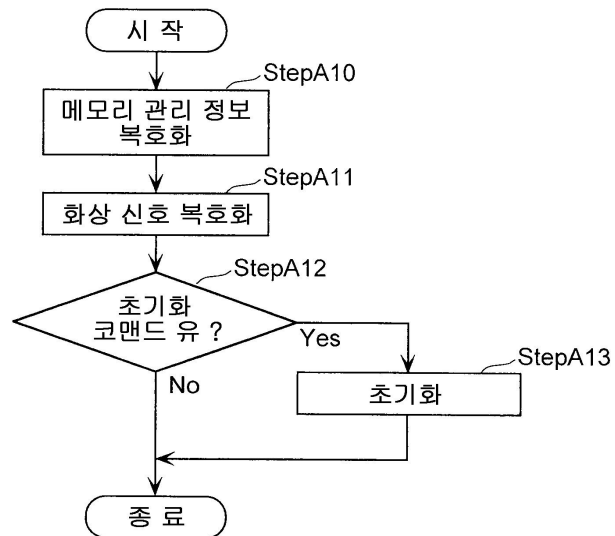 시 작
StepA10
메모리 관리 정보
복호화
StepA11
화상 신호 복호화
StepA12
초기화
코맨드 유 ?
Yes
No
StepA13
초기화
종 료